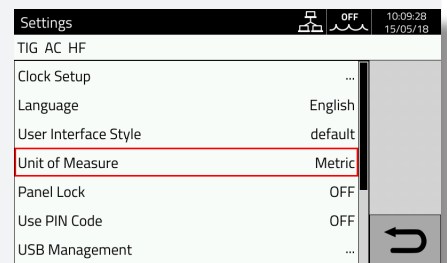 Settings OFF 10:09:28
15/05/18
TIG AC HF
Clock Setup ...
Language English
User Interface Style default
Unit of Measure Metric
Panel Lock OFF
Use PIN Code OFF
USB Management ...